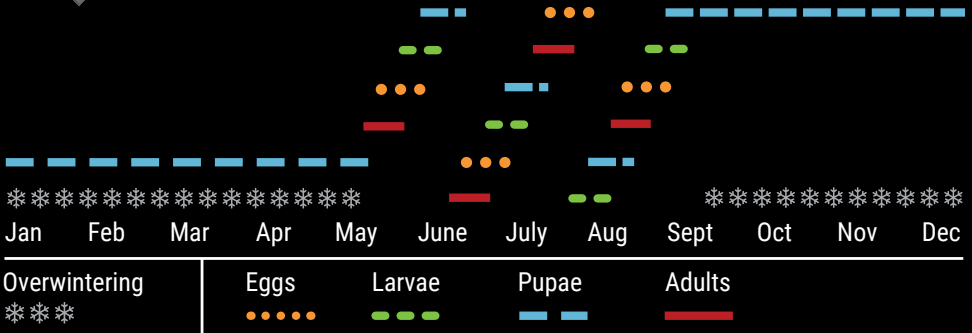 Jan Feb Mar Apr May June July Aug Sept Oct Nov Dec
Overwintering Eggs Larvae Pupae Adults